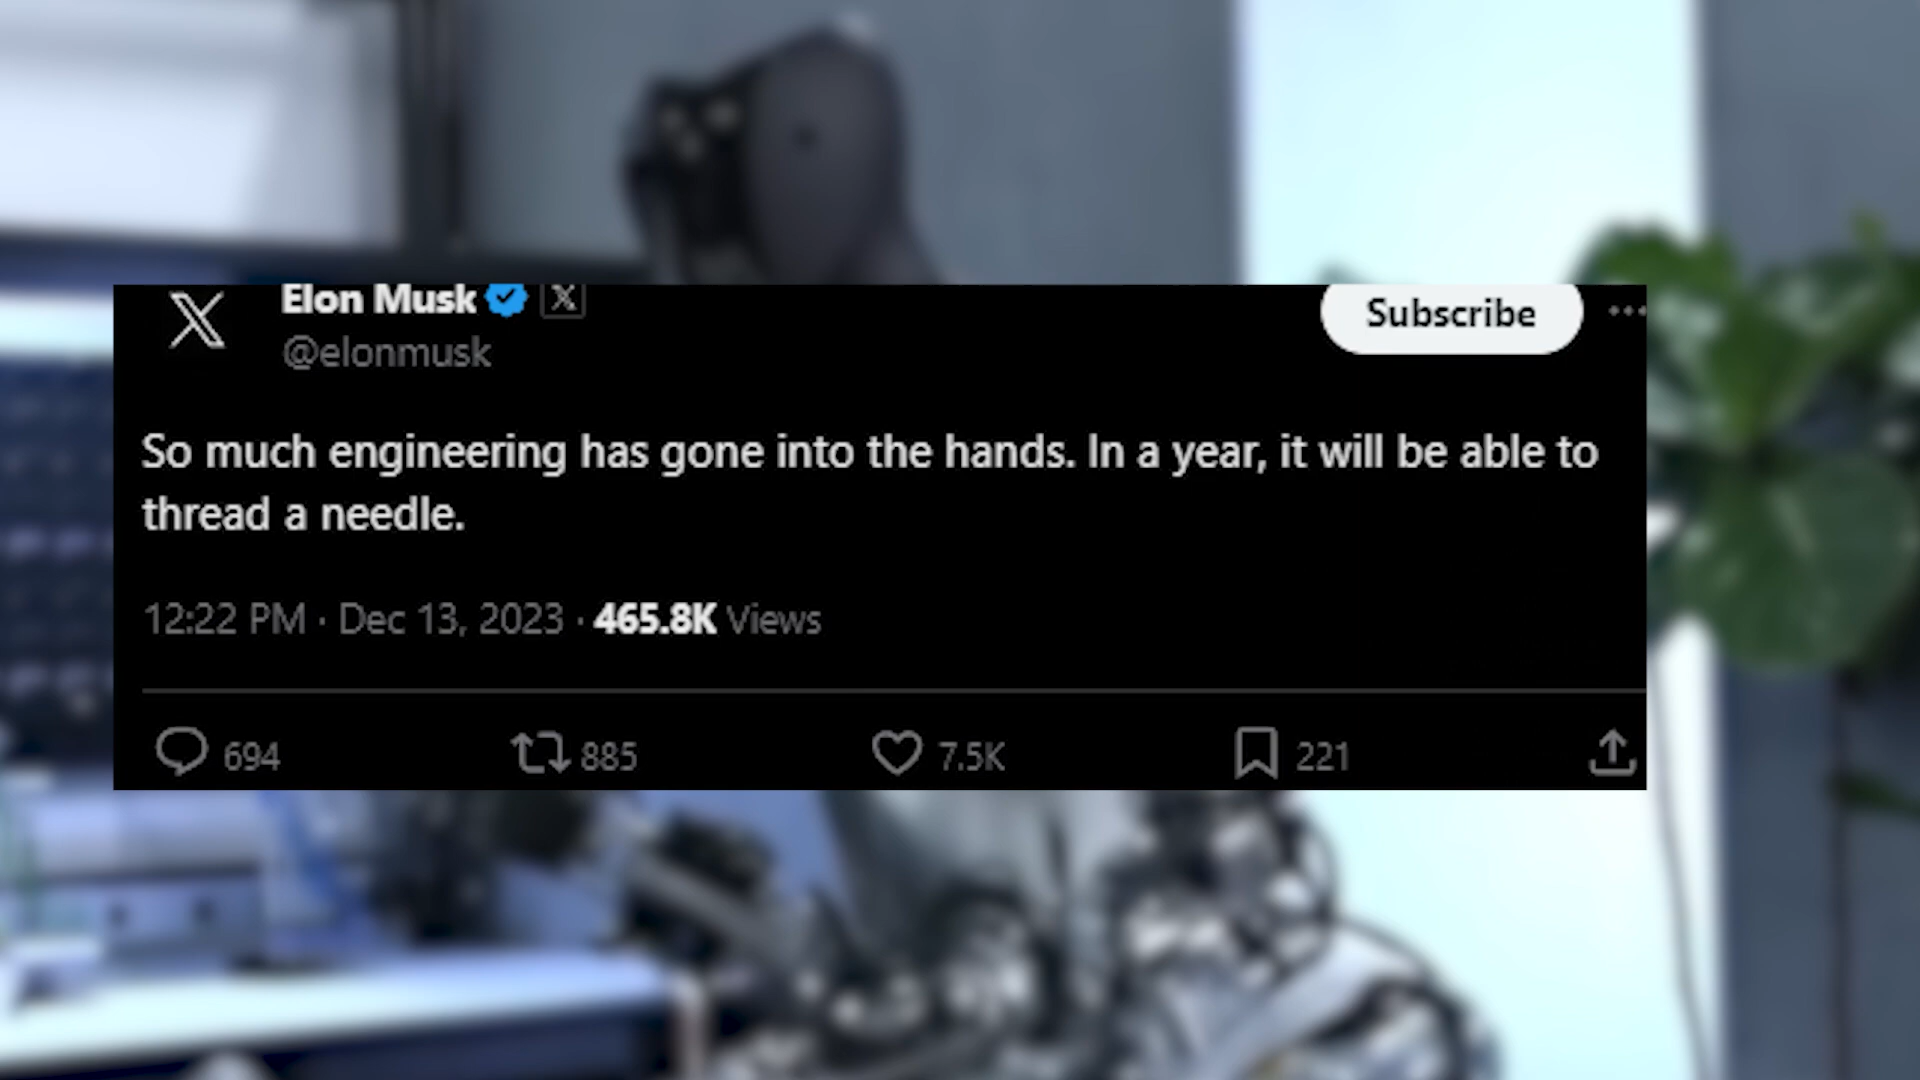 Elon Musk
Subscribe
@elonmusk
So much engineering has gone into the hands. In a year, it will be able to
thread a needle.
12:22 PM · Dec 13, 2023 · 465.8K Views
694 885 7.5K 221